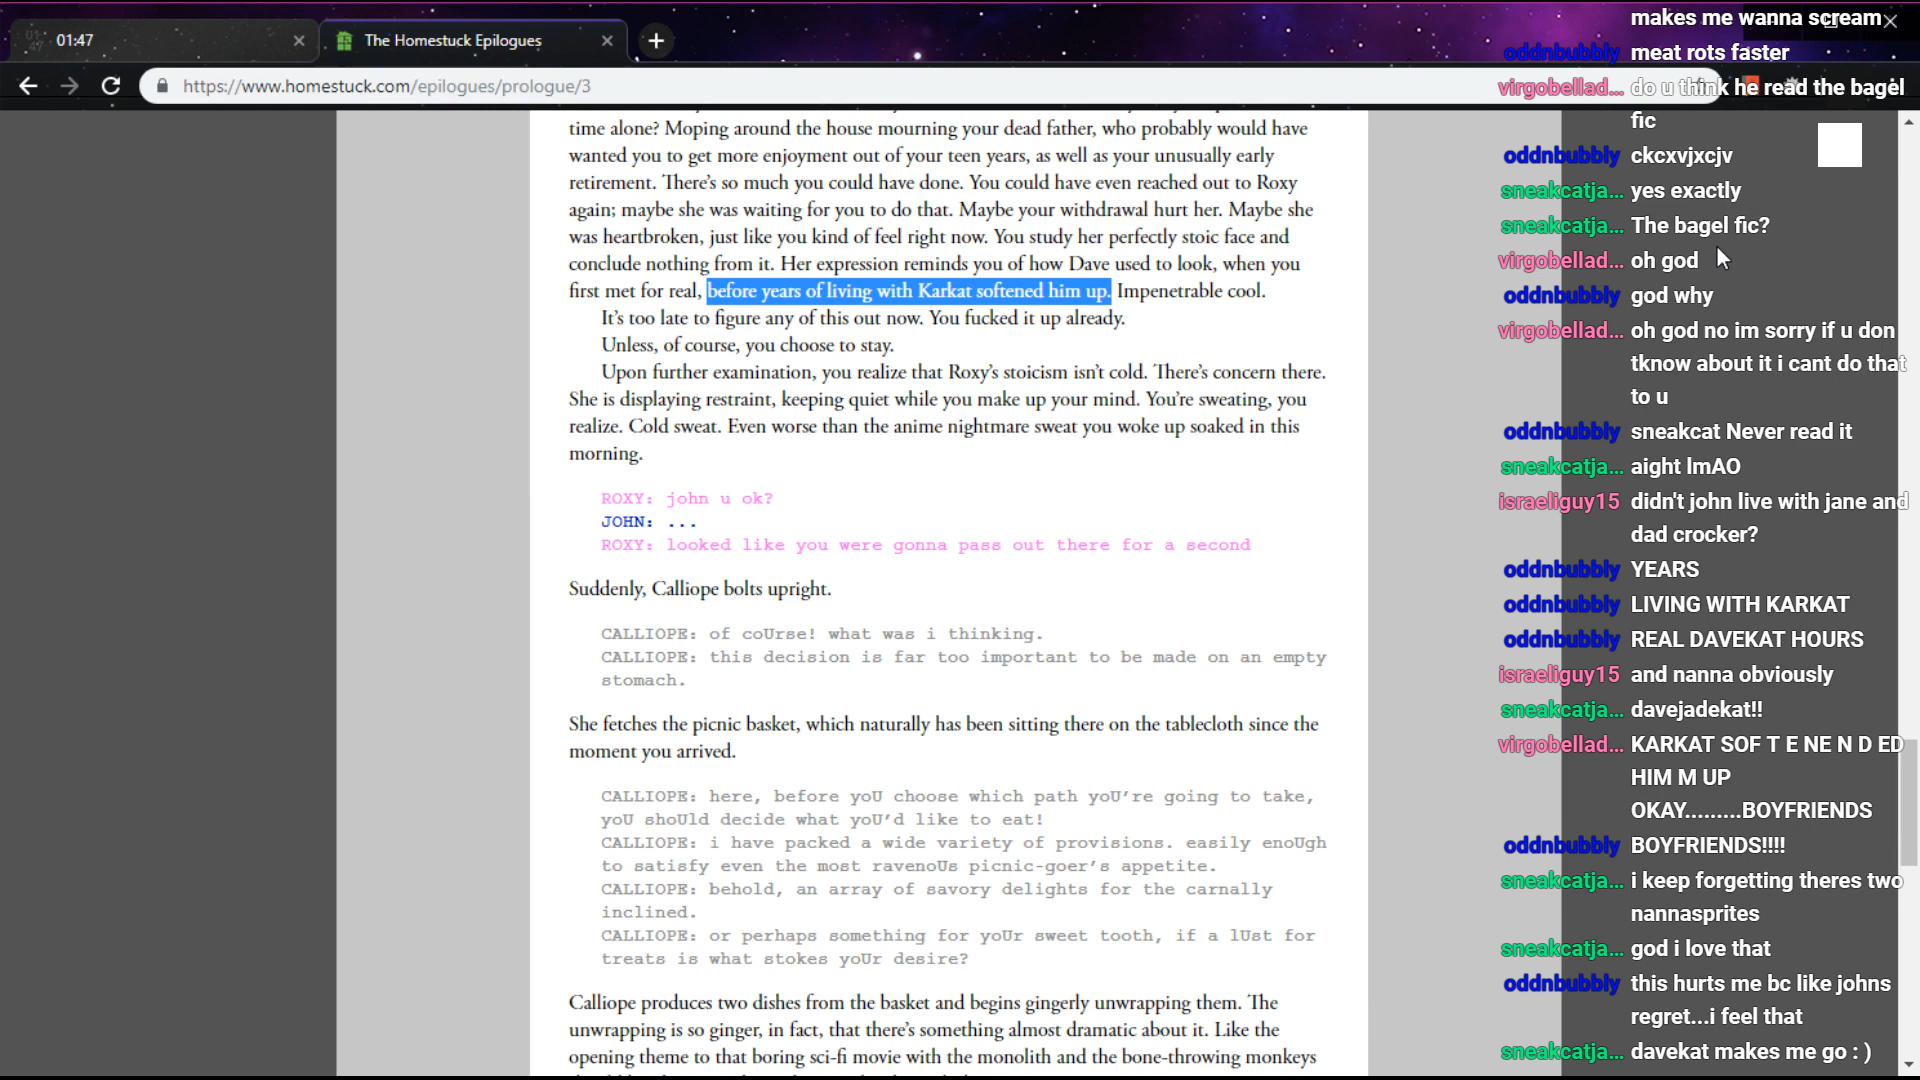 01:47
The Homestuck Epilogues
https://www.homestuck.com/epilogues/prologue/3
time alone? Moping around the house mourning your dead father, who probably would have
wanted you to get more enjoyment out of your teen years, as well as your unusually early
retirement. There's so much you could have done. You could have even reached out to Roxy
again; maybe she was waiting for you to do that. Maybe your withdrawal hurt her. Maybe she
was heartbroken, just like you kind of feel right now. You study her perfectly stoic face and
conclude nothing from it. Her expression reminds you of how Dave used to look, when you
first met for real, before years of living with Karkat softened him up. Impenetrable cool.
It's too late to figure any of this out now. You fucked it up already.
Unless, of course, you choose to stay.
Upon further examination, you realize that Roxy's stoicism isn't cold. There's concern there.
She is displaying restraint, keeping quiet while you make up your mind. You're sweating, you
realize. Cold sweat. Even worse than the anime nightmare sweat you woke up soaked in this
morning.
ROXY: john u ok?
JOHN: ...
ROXY: looked like you were gonna pass out there for a second
Suddenly, Calliope bolts upright.
CALLIOPE: of coUrse! what was i thinking.
CALLIOPE: this decision is far too important to be made on an empty
stomach.
She fetches the picnic basket, which naturally has been sitting there on the tablecloth since the
moment you arrived.
CALLIOPE: here, before yoU choose which path yoU're going to take,
yoU shoUld decide what yoU'd like to eat!
CALLIOPE: i have packed a wide variety of provisions. easily enoUgh
to satisfy even the most ravenoUs picnic-goer's appetite.
CALLIOPE: behold, an array of savory delights for the carnally
inclined.
CALLIOPE: or perhaps something for yoUr sweet tooth, if a lUst for
treats is what stokes yoUr desire?
Calliope produces two dishes from the basket and begins gingerly unwrapping them. The
unwrapping is so ginger, in fact, that there's something almost dramatic about it. Like the
opening theme to that boring sci-fi movie with the monolith and the bone-throwing monkeys
makes me wanna scream
oddnbubbly meat rots faster
virgobellad... do u think he read the bagel
fic
oddnbubbly ckcxvjxcjv
sneakcatja... yes exactly
sneakcatja... The bagel fic?
virgobellad... oh god
oddnbubbly god why
virgobellad... oh god no im sorry if u don
tknow about it i cant do that
to u
oddnbubbly sneakcat Never read it
sneakcatja... aight lmAO
israeliguy15 didn't john live with jane and
dad crocker?
oddnbubbly YEARS
oddnbubbly LIVING WITH KARKAT
oddnbubbly REAL DAVEKAT HOURS
israeliguy15 and nanna obviously
sneakcatja... davejadekat!!
virgobellad... KARKAT SOF T E NE N D ED
HIM M UP
OKAY.........BOYFRIENDS
oddnbubbly BOYFRIENDS!!!!
sneakcatja... i keep forgetting theres two
nannasprites
sneakcatja... god i love that
oddnbubbly this hurts me bc like johns
regret...i feel that
sneakcatja... davekat makes me go : )